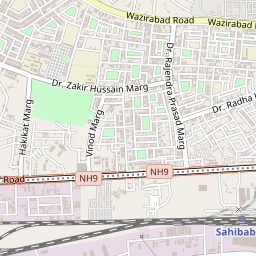 Wazirabad Road
Wazirabad
Dr. Zakir Hussain Marg
Dr. Rajendra Prasad Marg
Dr. Radha K
Hakikat Marg
Vinod Marg
NH9
NH9
Road
Sahibab